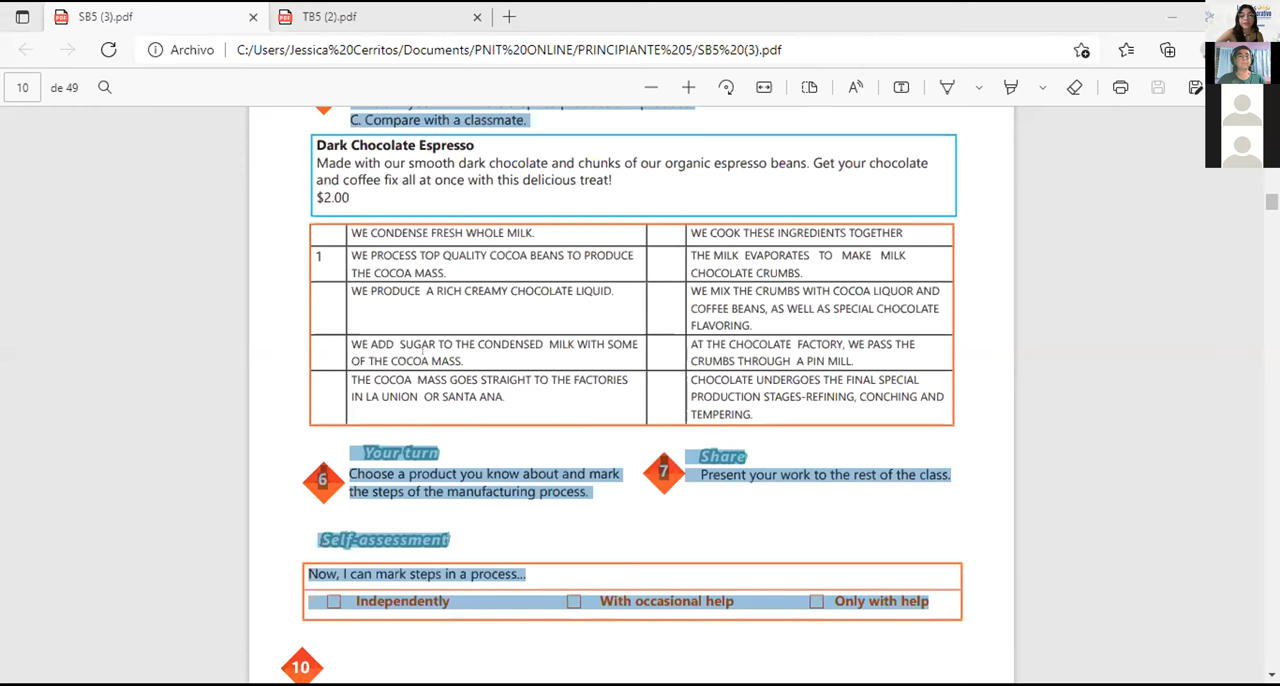 SB5 (3).pdf
TB5 (2).pdf
Archivo
C:/Users/Jessica%20Cerritos/Documents/PNIT%20ONLINE/PRINCIPIANTE%205/SB5%20(3).pdf
10
de 49
C. Compare with a classmate.
Dark Chocolate Espresso
Made with our smooth dark chocolate and chunks of our organic espresso beans. Get your chocolate
and coffee fix all at once with this delicious treat!
$2.00
WE CONDENSE FRESH WHOLE MILK.
WE COOK THESE INGREDIENTS TOGETHER
1
WE PROCESS TOP QUALITY COCOA BEANS TO PRODUCE
THE COCOA MASS.
THE MILK EVAPORATES TO MAKE MILK
CHOCOLATE CRUMBS.
WE PRODUCE A RICH CREAMY CHOCOLATE LIQUID.
WE MIX THE CRUMBS WITH COCOA LIQUOR AND
COFFEE BEANS, AS WELL AS SPECIAL CHOCOLATE
FLAVORING.
WE ADD SUGAR TO THE CONDENSED MILK WITH SOME
OF THE COCOA MASS.
AT THE CHOCOLATE FACTORY, WE PASS THE
CRUMBS THROUGH A PIN MILL.
THE COCOA MASS GOES STRAIGHT TO THE FACTORIES
IN LA UNION OR SANTA ANA.
CHOCOLATE UNDERGOES THE FINAL SPECIAL
PRODUCTION STAGES-REFINING, CONCHING AND
TEMPERING.
6
Your turn
Choose a product you know about and mark
the steps of the manufacturing process.
7
Share
Present your work to the rest of the class.
Self-assessment
Now, I can mark steps in a process...
Independently
With occasional help
Only with help
10